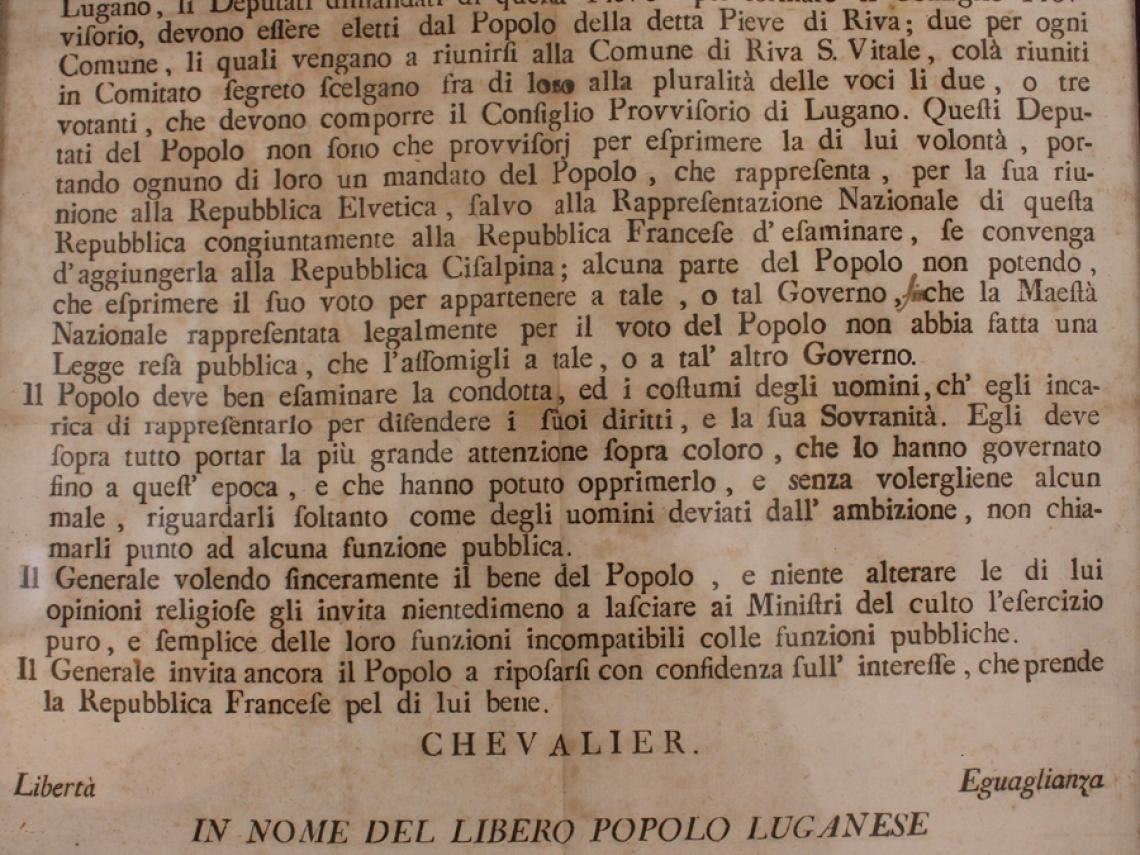 Lugano, li Deputati dimandati di questa Pieve per formare il Consiglio Prov-
viſorio, devono eſſere eletti dal Popolo della detta Pieve di Riva; due per ogni
Comune, li quali vengano a riunirſi alla Comune di Riva S. Vitale, colà riuniti
in Comitato ſegreto ſcelgano fra di loro alla pluralità delle voci li due, o tre
votanti, che devono comporre il Conſiglio Provviſorio di Lugano. Queſti Depu-
tati del Popolo non ſono che provviſorj per eſprimere la di lui volontà, por-
tando ognuno di loro un mandato del Popolo, che rappreſenta, per la ſua riu-
nione alla Repubblica Elvetica, ſalvo alla Rappreſentazione Nazionale di queſta
Repubblica congiuntamente alla Repubblica Franceſe d'eſaminare, ſe convenga
d'aggiungerla alla Repubblica Ciſalpina; alcuna parte del Popolo non potendo,
che eſprimere il ſuo voto per appartenere a tale, o tal Governo, che la Maeſtà
Nazionale rappreſentata legalmente per il voto del Popolo non abbia fatta una
Legge reſa pubblica, che l'aſſomigli a tale, o a tal' altro Governo.
Il Popolo deve ben eſaminare la condotta, ed i coſtumi degli uomini, ch' egli inca-
rica di rappreſentarlo per difendere i ſuoi diritti, e la ſua Sovranità. Egli deve
ſopra tutto portar la più grande attenzione ſopra coloro, che lo hanno governato
fino a queſt' epoca, e che hanno potuto opprimerlo, e senza volergliene alcun
male, riguardarli ſoltanto come degli uomini deviati dall' ambizione, non chia-
marli punto ad alcuna funzione pubblica.
Il Generale volendo ſinceramente il bene del Popolo, e niente alterare le di lui
opinioni religioſe gli invita nientedimeno a laſciare ai Miniſtri del culto l'eſercizio
puro, e ſemplice delle loro funzioni incompatibili colle funzioni pubbliche.
Il Generale invita ancora il Popolo a ripoſarſi con confidenza ſull' intereſſe, che prende
la Repubblica Franceſe pel di lui bene.
CHEVALIER.
Libertà Eguaglianza
IN NOME DEL LIBERO POPOLO LUGANESE